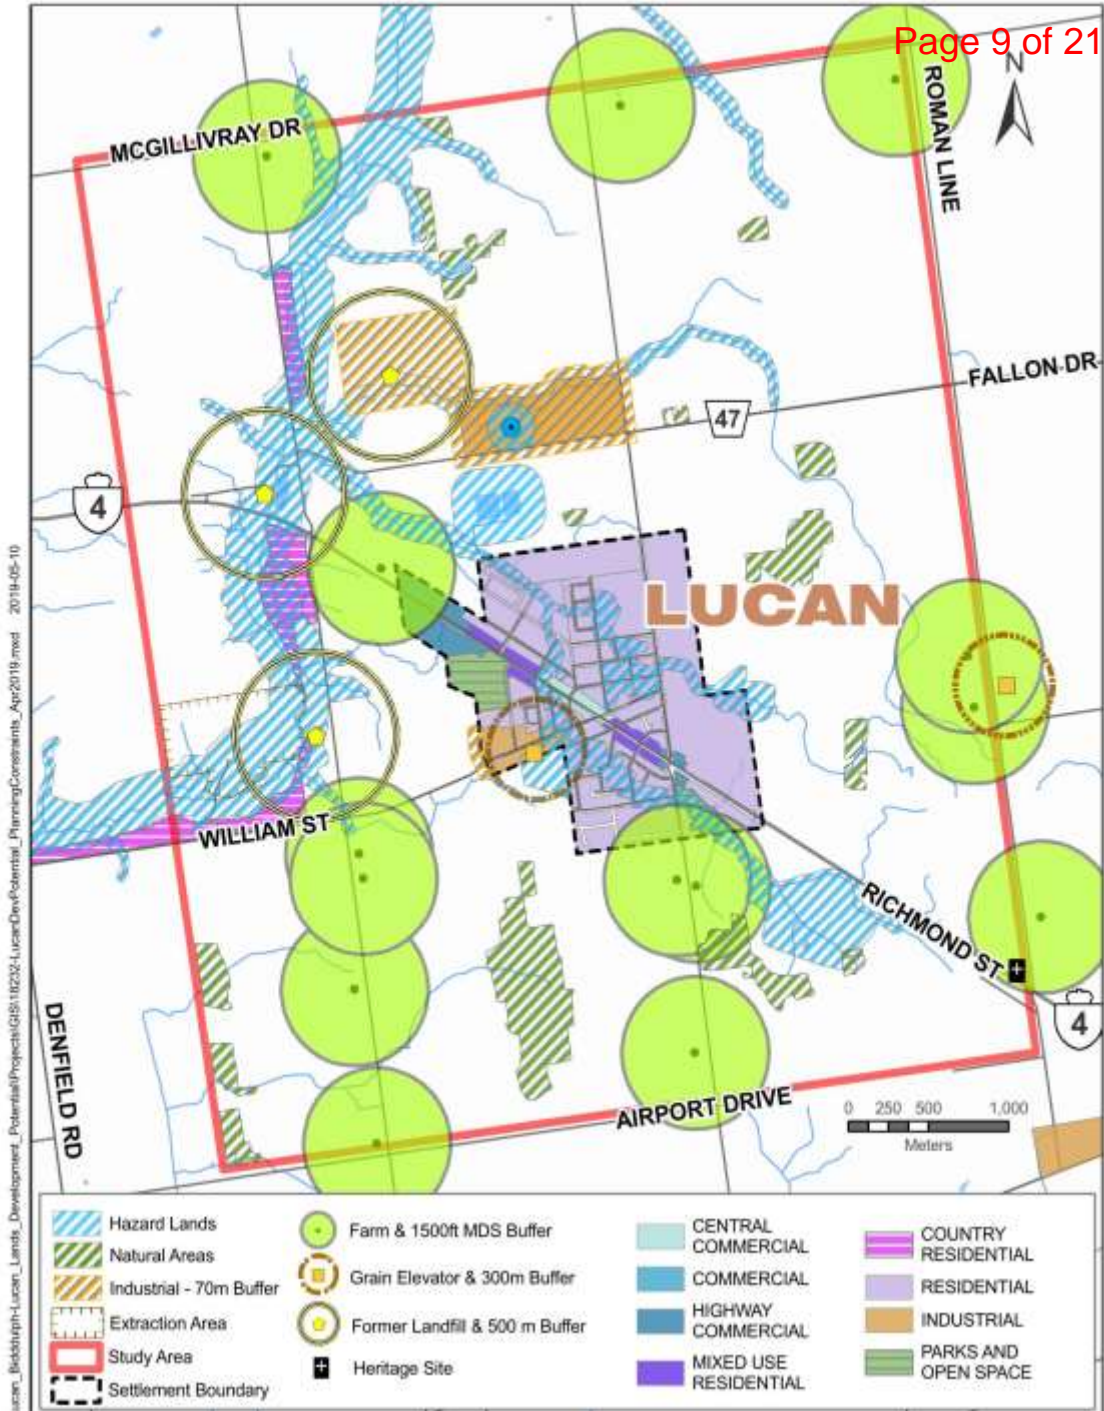 Page 9 of 21
N
MCGILLIVRAY DR
ROMAN LINE
FALLON DR
47
4
LUCAN
WILLIAM ST
RICHMOND ST
4
DENFIELD RD
AIRPORT DRIVE
0 250 500 1,000
Meters
Hazard Lands
Natural Areas
Industrial - 70m Buffer
Extraction Area
Study Area
Settlement Boundary
Farm & 1500ft MDS Buffer
Grain Elevator & 300m Buffer
Former Landfill & 500 m Buffer
Heritage Site
CENTRAL
COMMERCIAL
COMMERCIAL
HIGHWAY
COMMERCIAL
MIXED USE
RESIDENTIAL
COUNTRY
RESIDENTIAL
RESIDENTIAL
INDUSTRIAL
PARKS AND
OPEN SPACE
2019-05-10